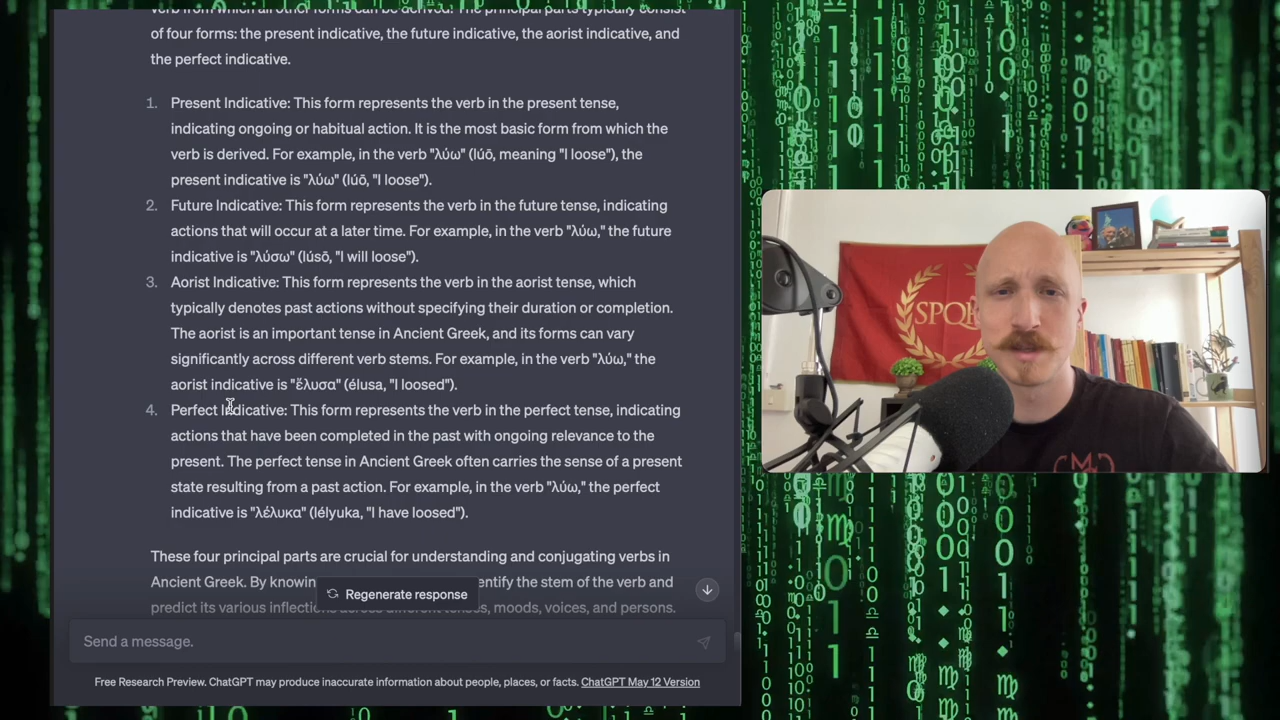 verb from which all other forms can be derived. The principal parts typically consist
of four forms: the present indicative, the future indicative, the aorist indicative, and
the perfect indicative.
1. Present Indicative: This form represents the verb in the present tense,
indicating ongoing or habitual action. It is the most basic form from which the
verb is derived. For example, in the verb "λύω" (lúō, meaning "I loose"), the
present indicative is "λύω" (lúō, "I loose").
2. Future Indicative: This form represents the verb in the future tense, indicating
actions that will occur at a later time. For example, in the verb "λύω," the future
indicative is "λύσω" (lúsō, "I will loose").
3. Aorist Indicative: This form represents the verb in the aorist tense, which
typically denotes past actions without specifying their duration or completion.
The aorist is an important tense in Ancient Greek, and its forms can vary
significantly across different verb stems. For example, in the verb "λύω," the
aorist indicative is "ἔλυσα" (élusa, "I loosed").
4. Perfect Indicative: This form represents the verb in the perfect tense, indicating
actions that have been completed in the past with ongoing relevance to the
present. The perfect tense in Ancient Greek often carries the sense of a present
state resulting from a past action. For example, in the verb "λύω," the perfect
indicative is "λέλυκα" (lélyuka, "I have loosed").
These four principal parts are crucial for understanding and conjugating verbs in
Ancient Greek. By knowin entify the stem of the verb and
Regenerate response
predict its various inflections across different tenses, moods, voices, and persons.
Send a message.
Free Research Preview. ChatGPT may produce inaccurate information about people, places, or facts. ChatGPT May 12 Version
SPQR